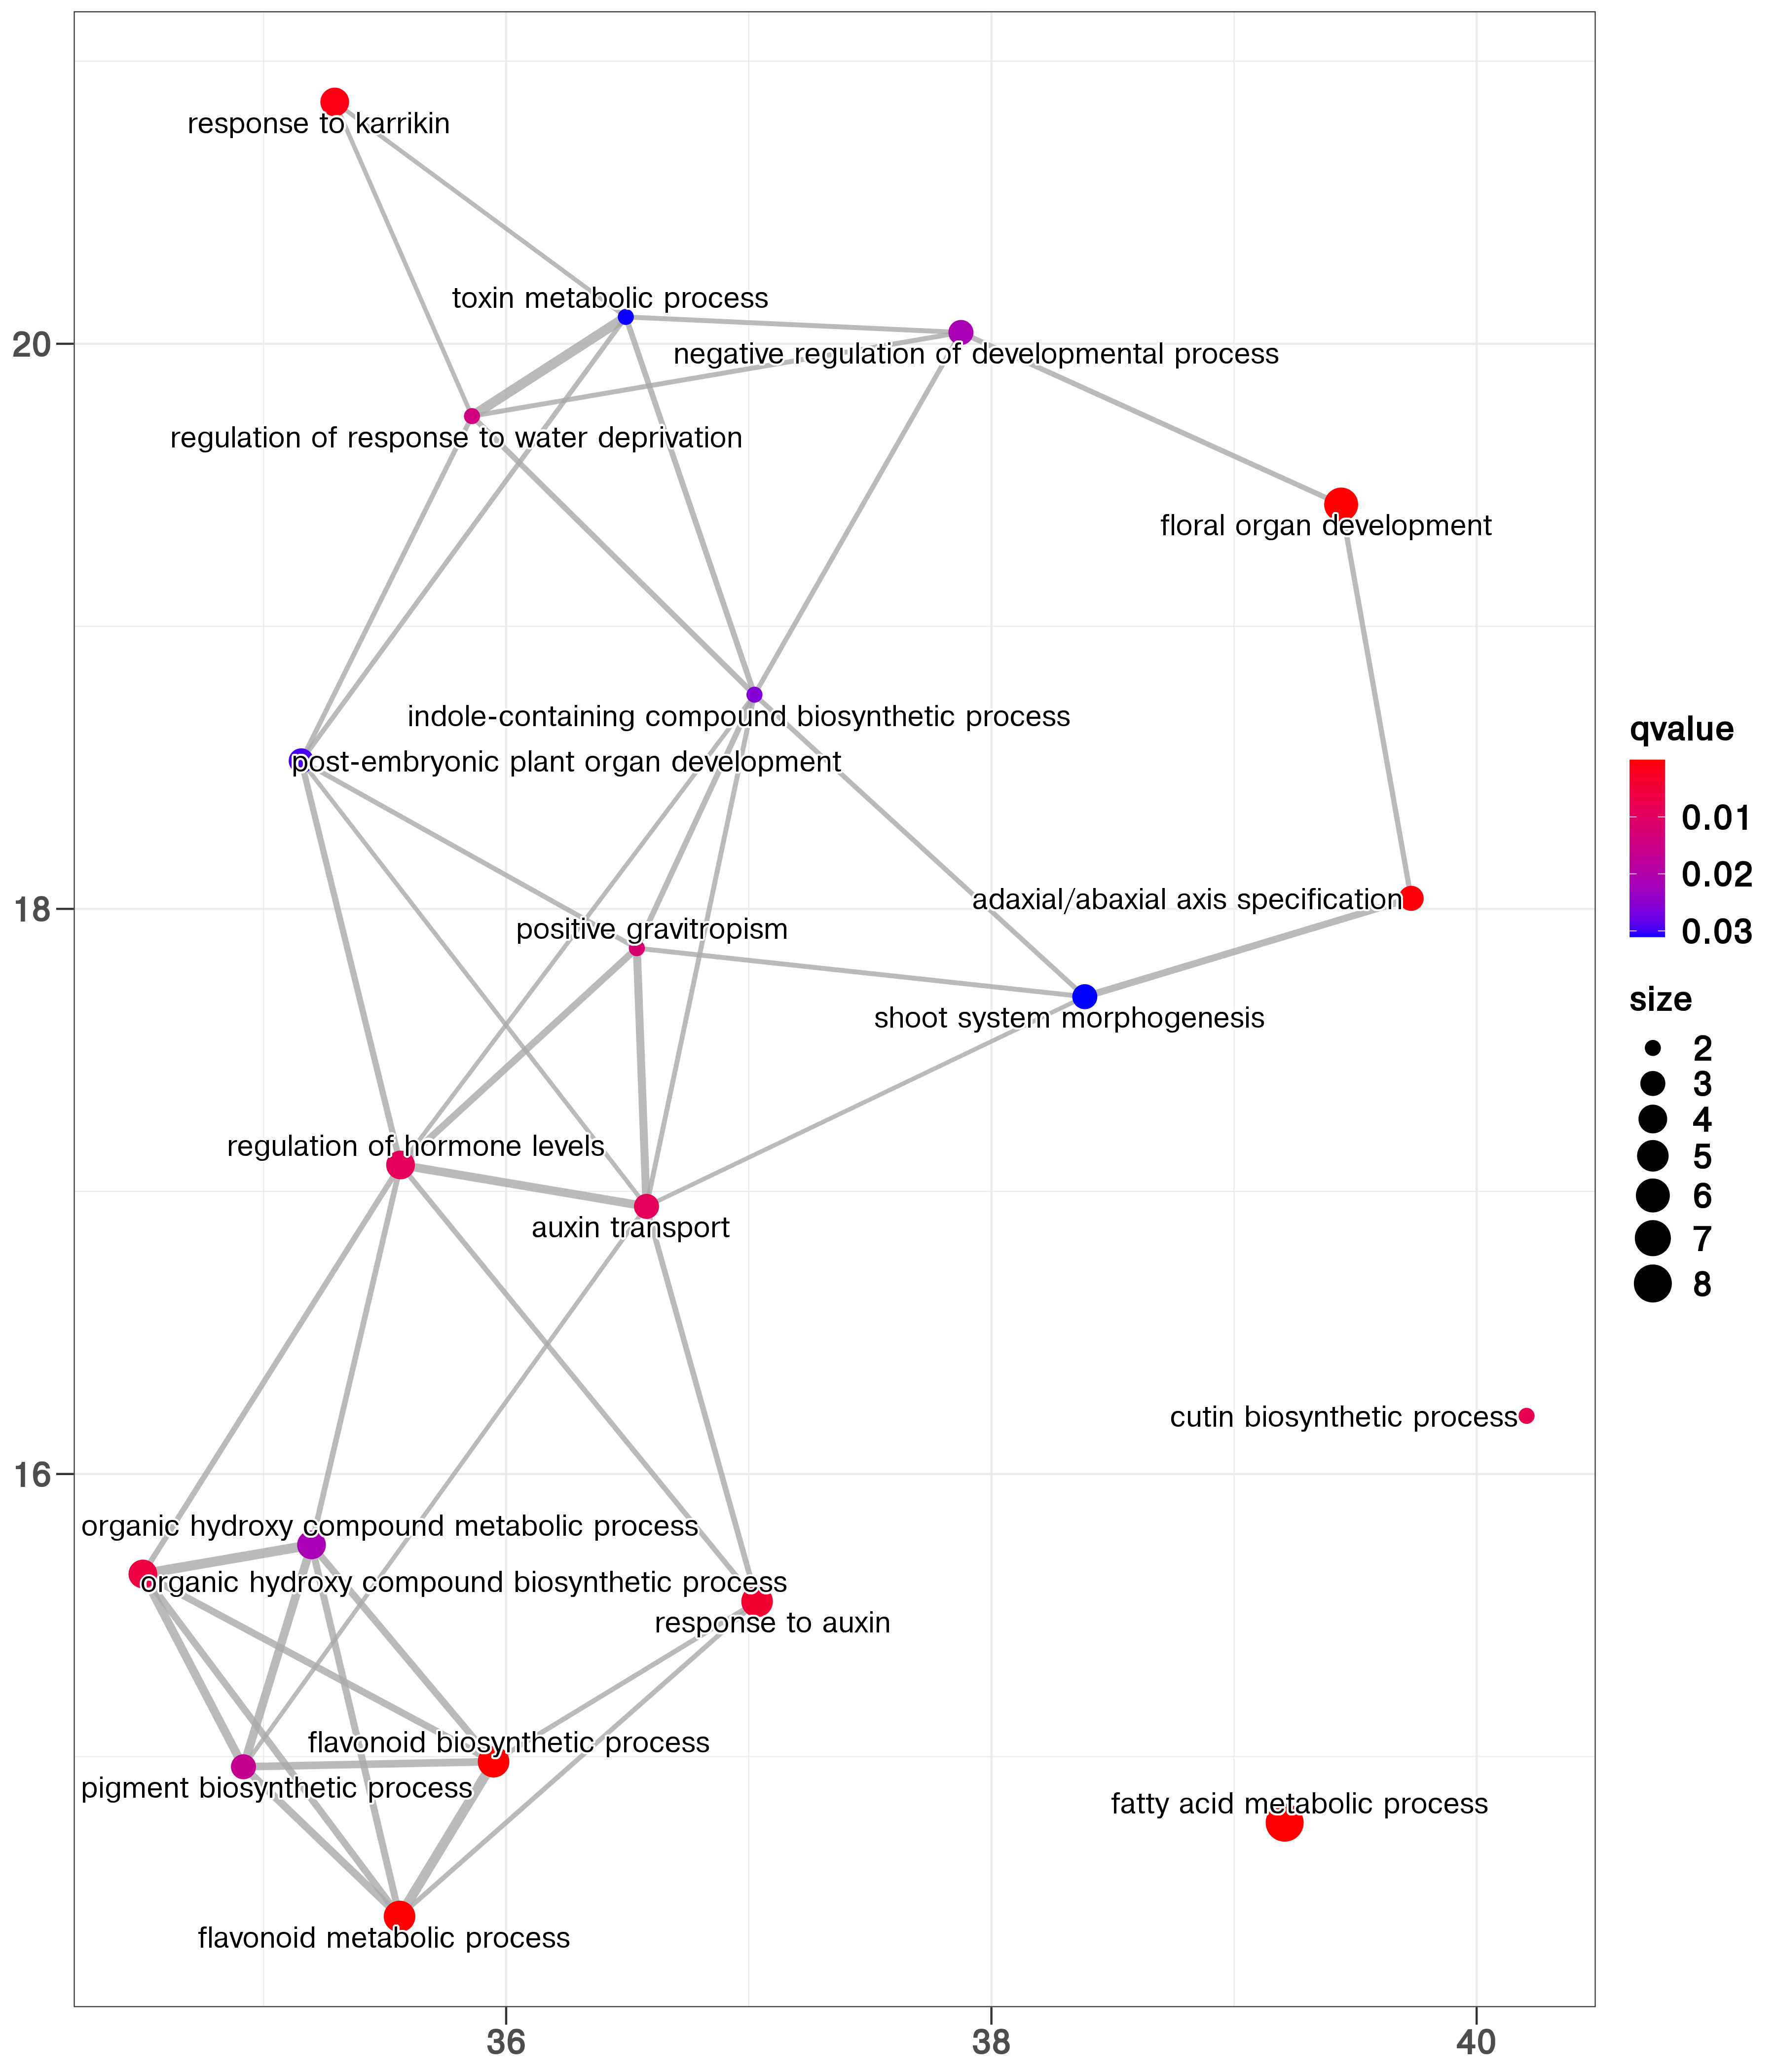 response to karrikin
toxin metabolic process
20
negative regulation of developmental process
regulation of response to water deprivation
floral organ development
indole-containing compound biosynthetic process
post-embryonic plant organ development
18
adaxial/abaxial axis specification
positive gravitropism
shoot system morphogenesis
regulation of hormone levels
auxin transport
cutin biosynthetic process
16
organic hydroxy compound metabolic process
organic hydroxy compound biosynthetic process
response to auxin
flavonoid biosynthetic process
pigment biosynthetic process
fatty acid metabolic process
flavonoid metabolic process
36
38
40
qvalue
0.01
0.02
0.03
size
2
3
4
5
6
7
8